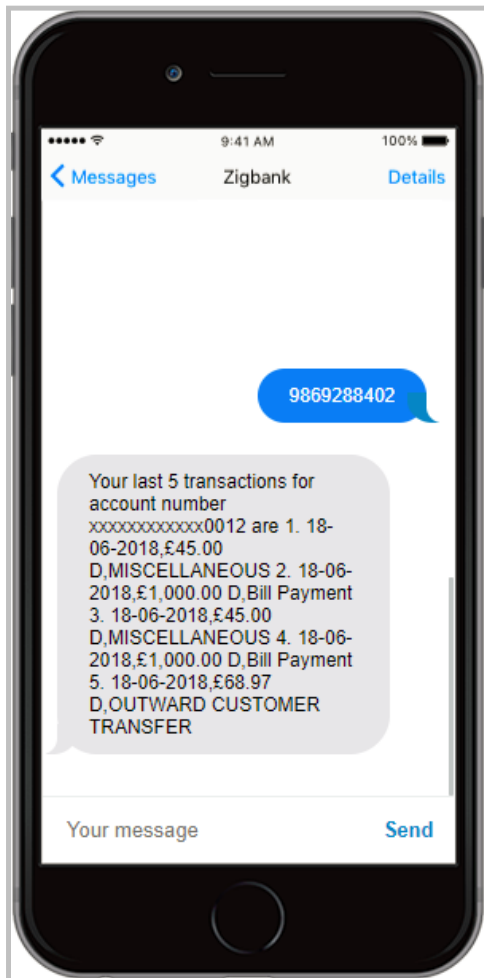 9:41 AM
100%
Messages
Zigbank
Details
9869288402
Your last 5 transactions for
account number
xxxxxxxxxxxx0012 are 1. 18-
06-2018,£45.00
D,MISCELLANEOUS 2. 18-06-
2018,£1,000.00 D,Bill Payment
3. 18-06-2018,£45.00
D,MISCELLANEOUS 4. 18-06-
2018,£1,000.00 D,Bill Payment
5. 18-06-2018,£68.97
D,OUTWARD CUSTOMER
TRANSFER
Your message
Send